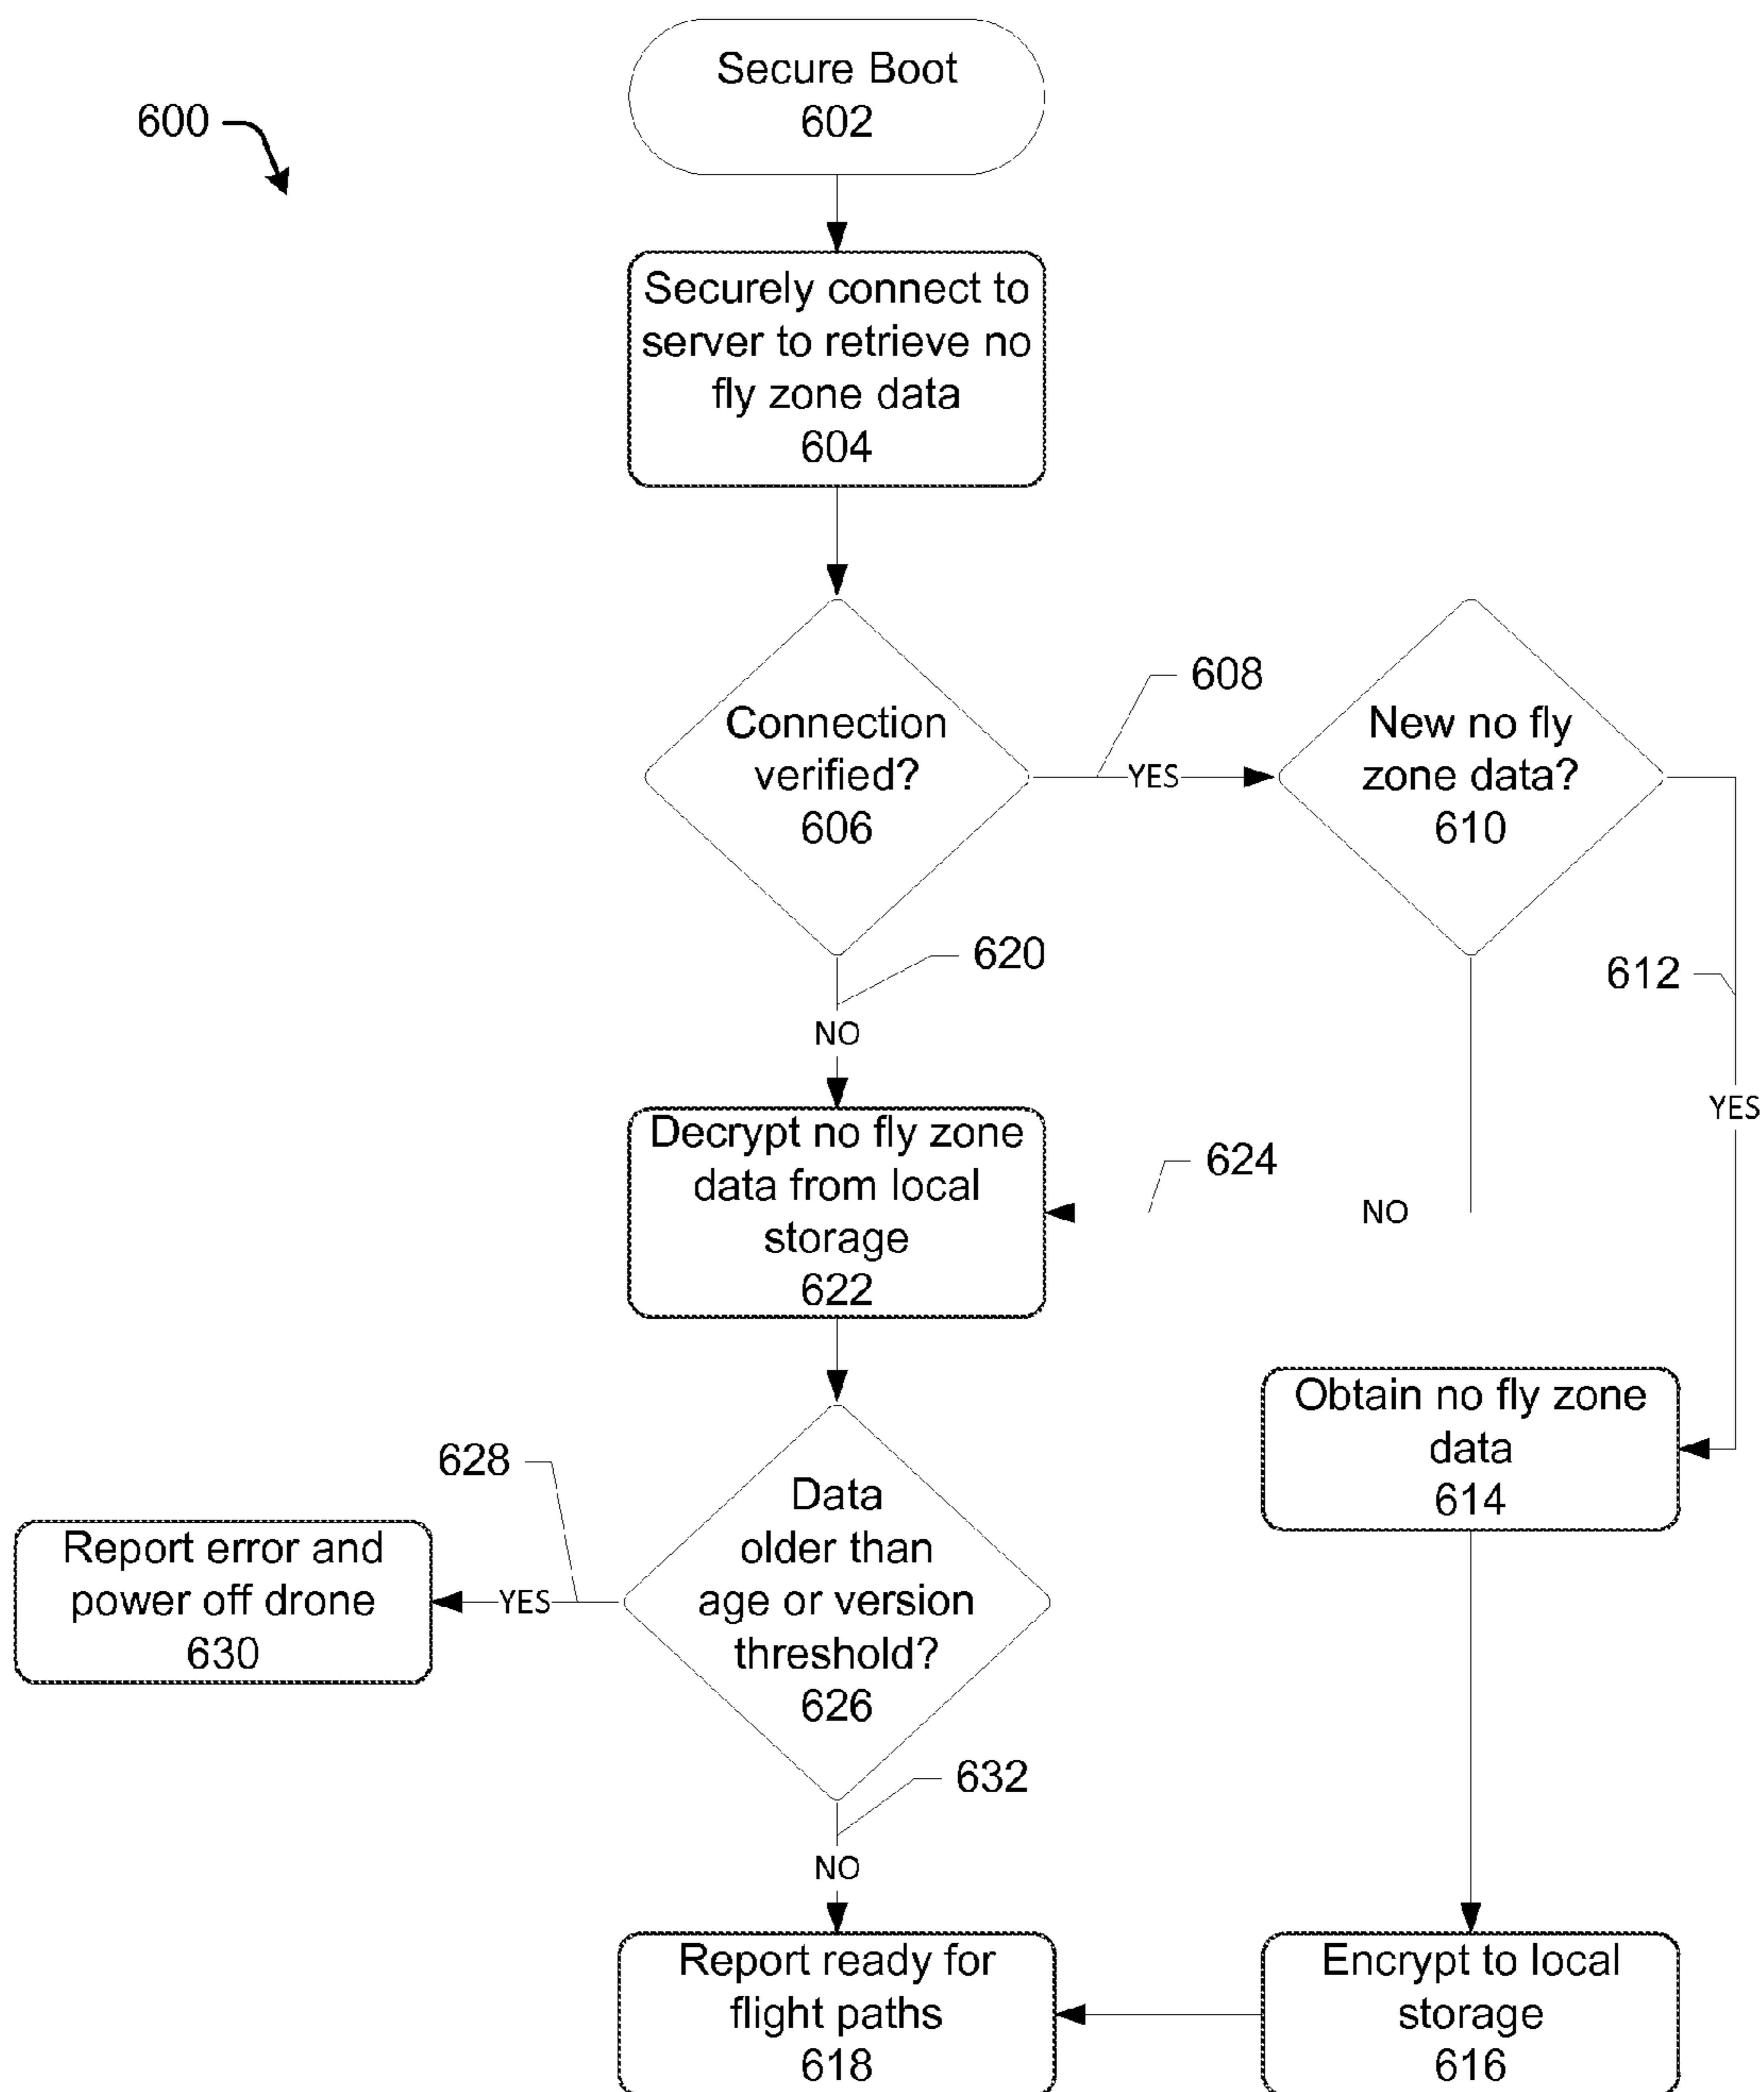 600
Secure Boot
602
Securely connect to
server to retrieve no
fly zone data
604
Connection
verified?
606
608
YES
New no fly
zone data?
610
620
NO
612
YES
Decrypt no fly zone
data from local
storage
622
624
NO
Obtain no fly zone
data
614
628
YES
Data
older than
age or version
threshold?
626
Report error and
power off drone
630
632
NO
Report ready for
flight paths
618
Encrypt to local
storage
616